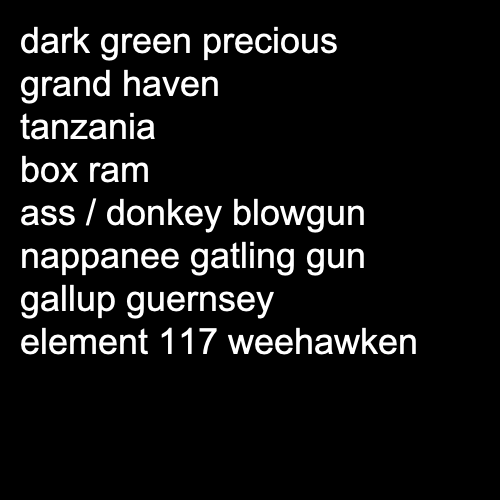 dark green precious
grand haven
tanzania
box ram
ass / donkey blowgun
nappanee gatling gun
gallup guernsey
element 117 weehawken